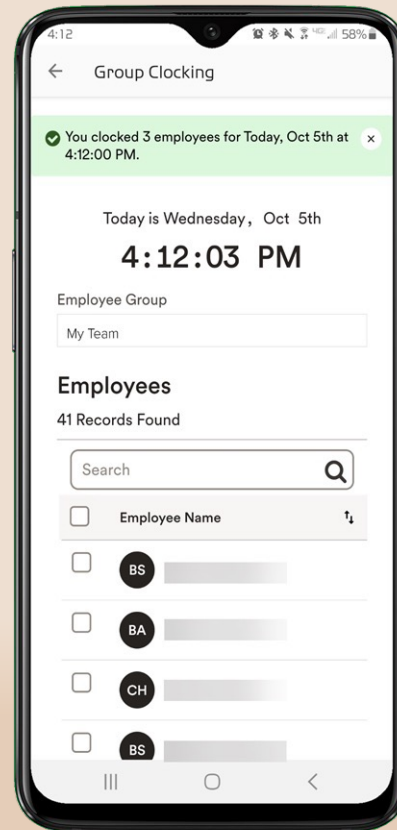 4:12
58%
Group Clocking
You clocked 3 employees for Today, Oct 5th at
4:12:00 PM.
Today is Wednesday, Oct 5th
4:12:03 PM
Employee Group
My Team
Employees
41 Records Found
Search
Employee Name
BS
BA
CH
BS